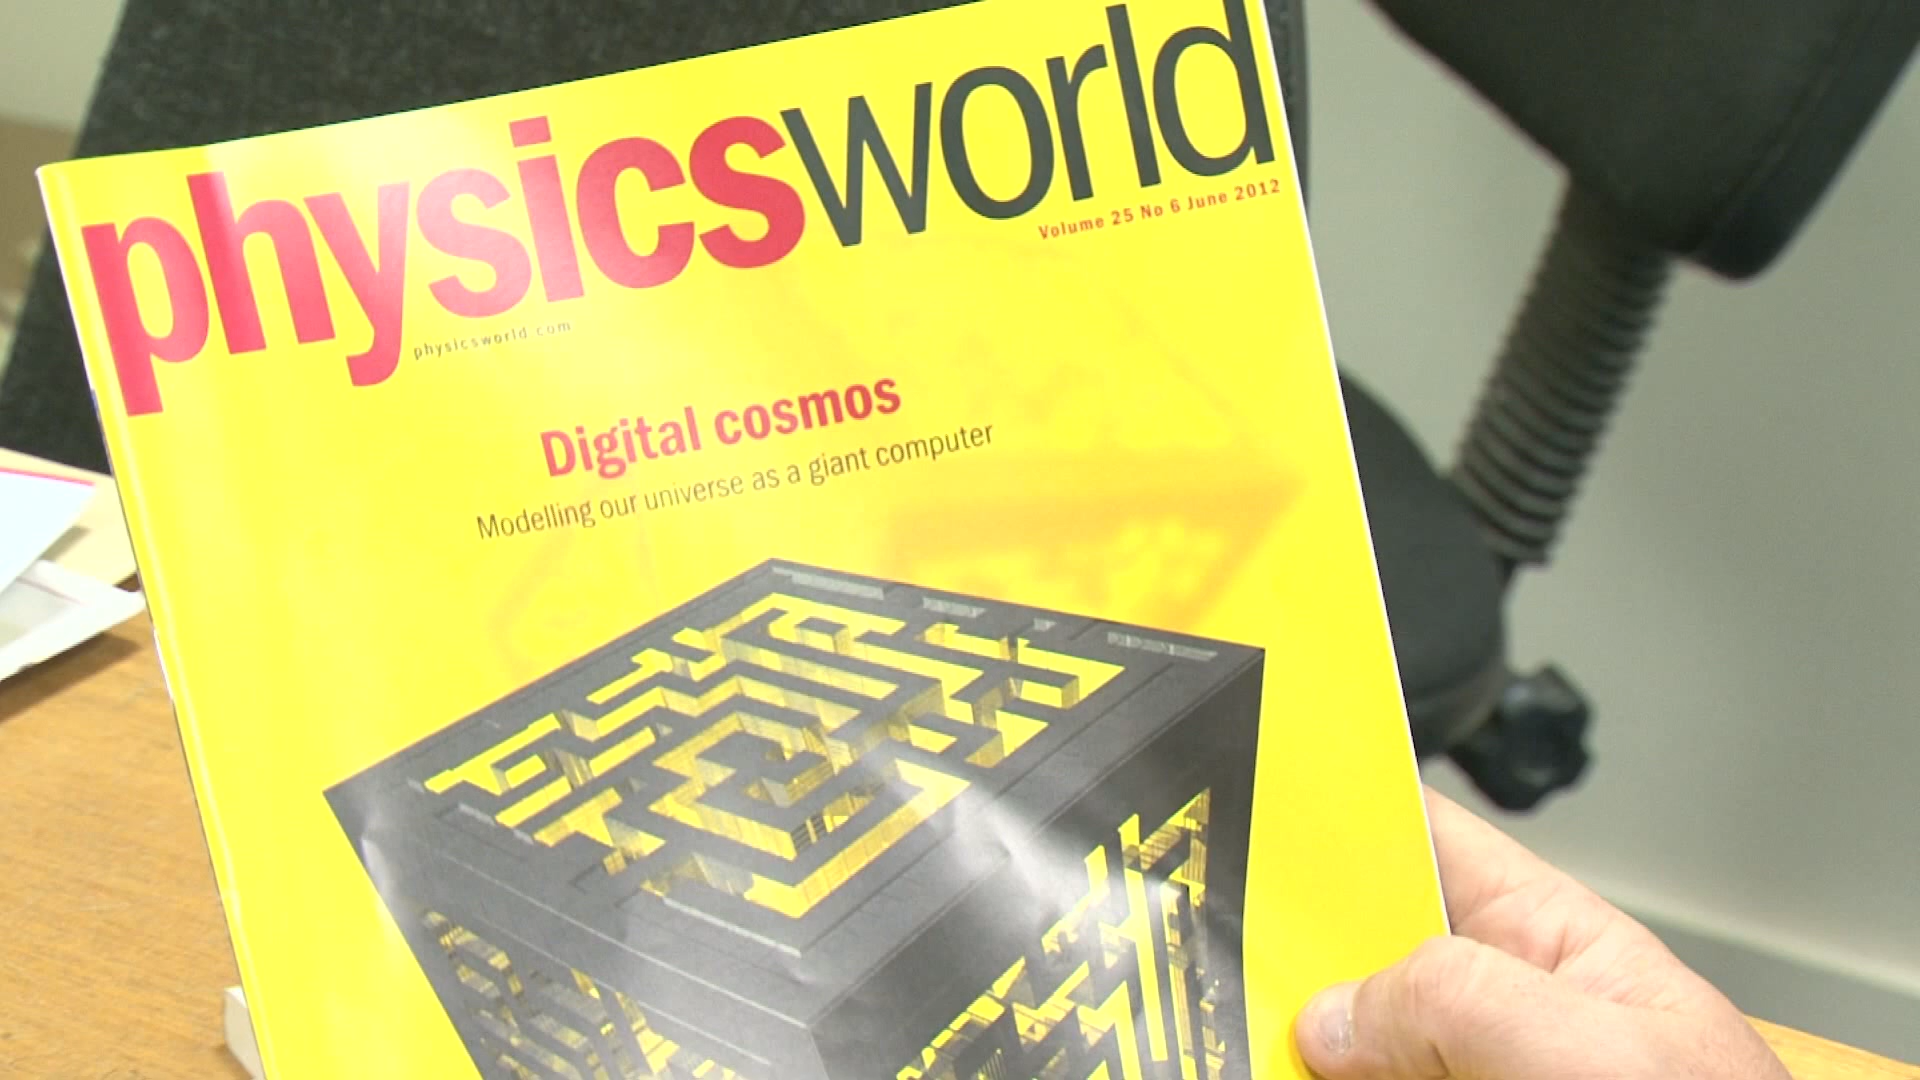 physicsworld
Volume 25 No 6 June 2012
physicsworld.com
Digital cosmos
Modelling our universe as a giant computer